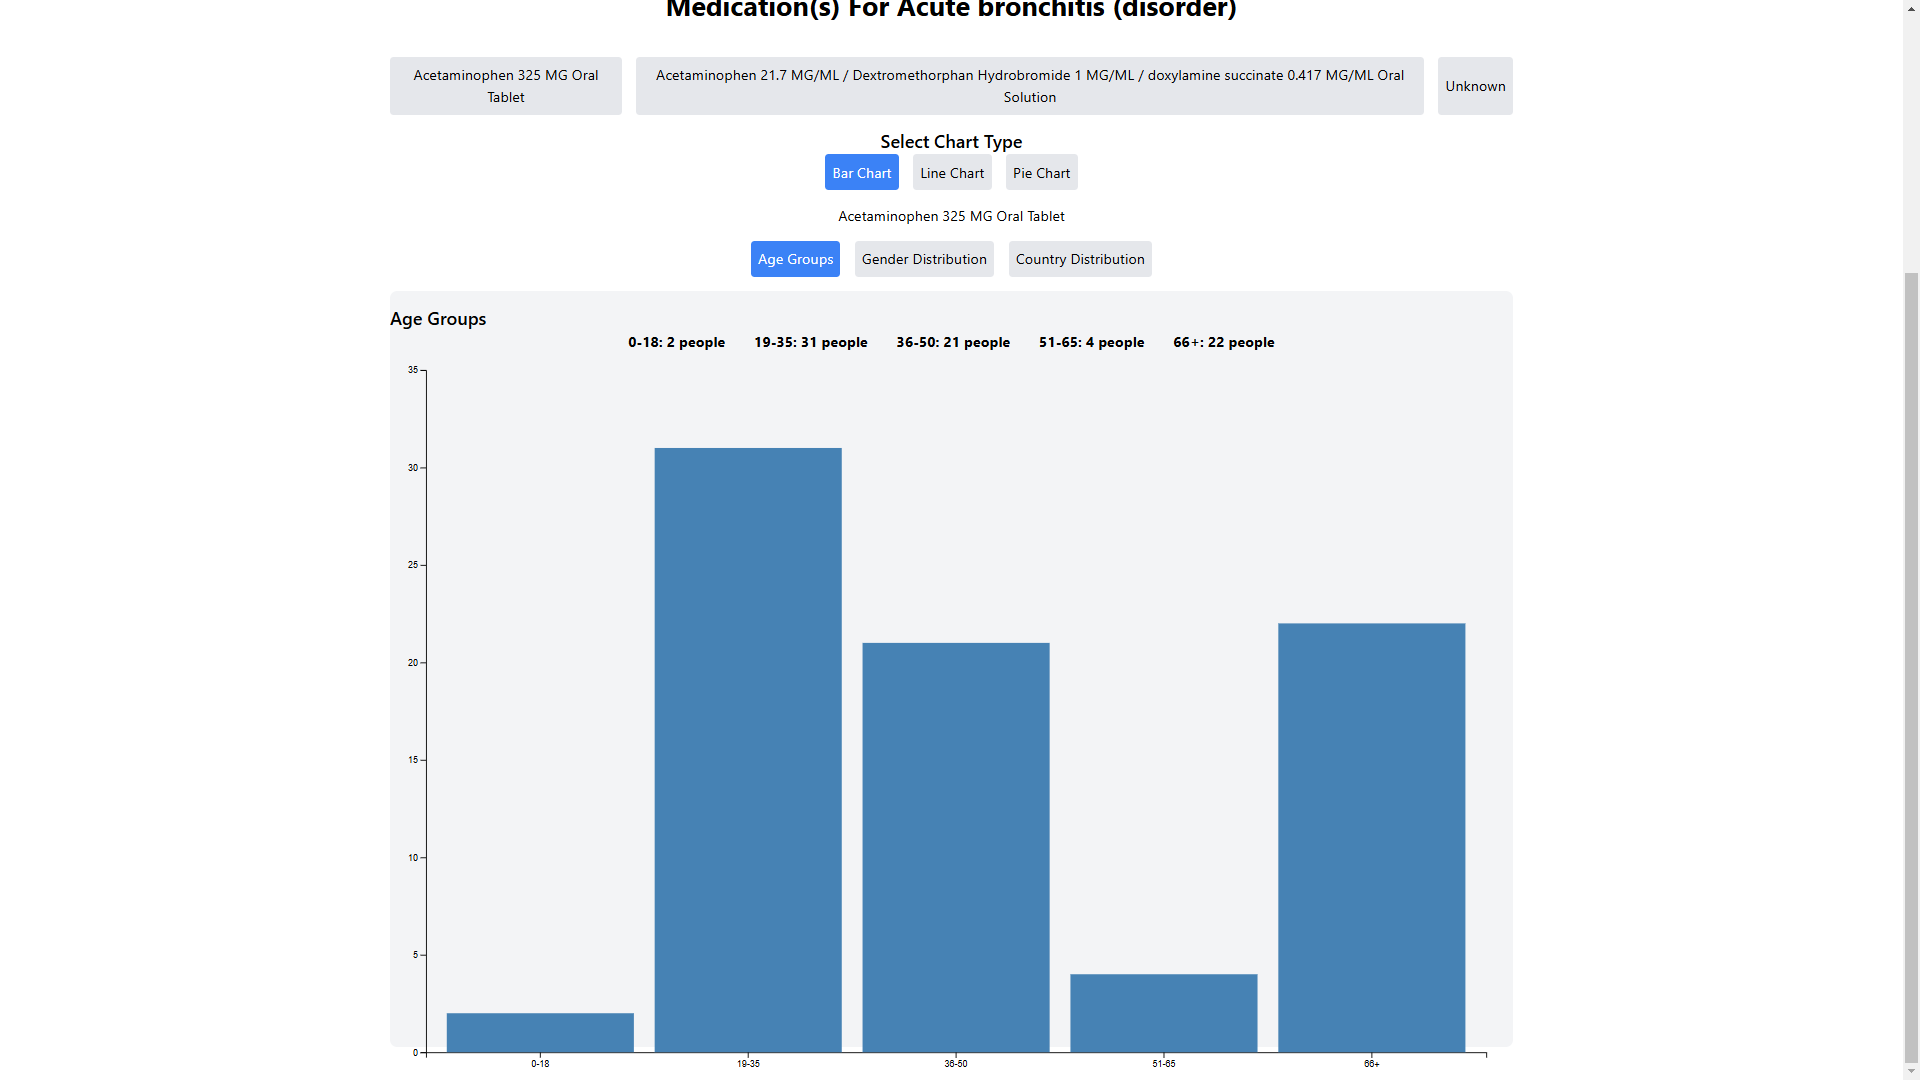 Medication(s) For Acute bronchitis (disorder)
Acetaminophen 325 MG Oral
Tablet
Acetaminophen 21.7 MG/ML / Dextromethorphan Hydrobromide 1 MG/ML / doxylamine succinate 0.417 MG/ML Oral
Solution
Unknown
Select Chart Type
Bar Chart Line Chart Pie Chart
Acetaminophen 325 MG Oral Tablet
Age Groups Gender Distribution Country Distribution
Age Groups
0-18: 2 people 19-35: 31 people 36-50: 21 people 51-65: 4 people 66+: 22 people
35
30
25
20
15
10
5
0
0-18 19-35 36-50 51-65 66+